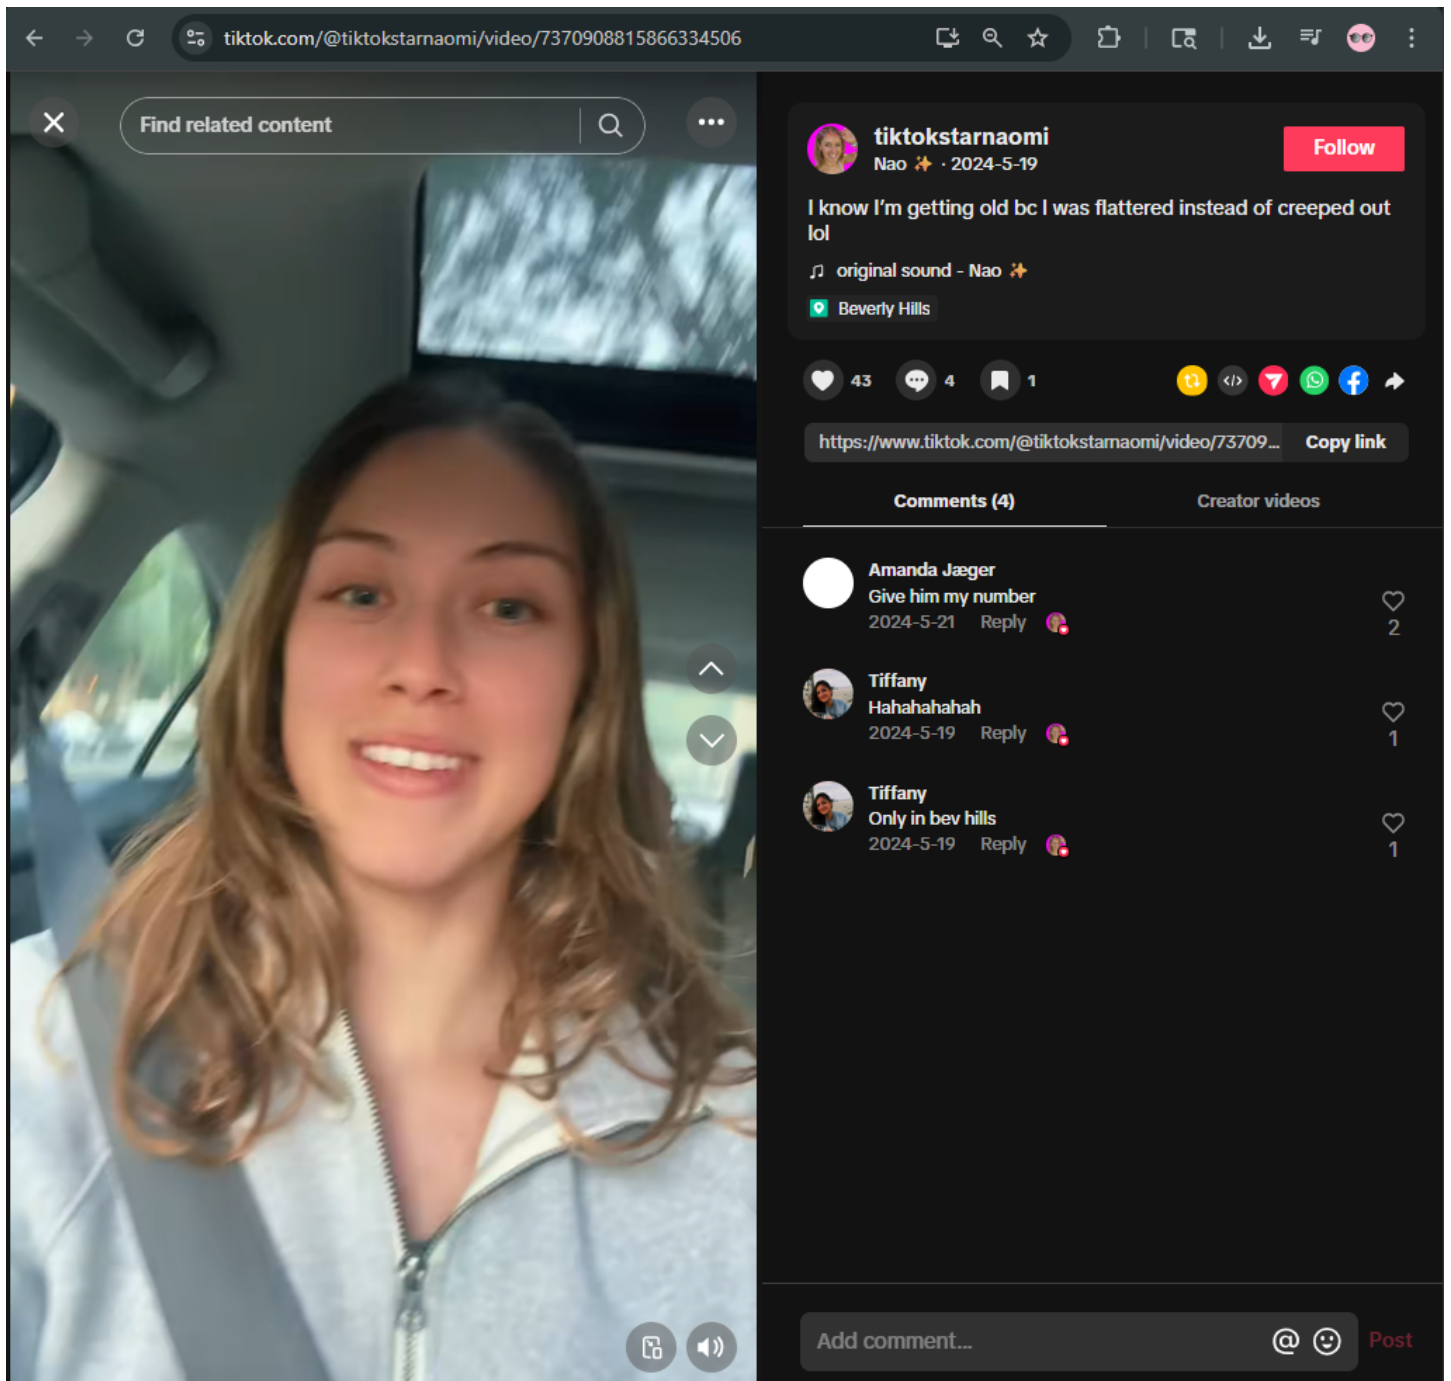 tiktok.com/@tiktokstarnaomi/video/7370908815866334506
Find related content
tiktokstarnaomi
Nao ✨ · 2024-5-19
Follow
I know I'm getting old bc I was flattered instead of creeped out
lol
original sound - Nao ✨
Beverly Hills
43
4
1
https://www.tiktok.com/@tiktokstarnaomi/video/73709...
Copy link
Comments (4)
Creator videos
Amanda Jæger
Give him my number
2024-5-21 Reply
2
Tiffany
Hahahahahah
2024-5-19 Reply
1
Tiffany
Only in bev hills
2024-5-19 Reply
1
Add comment...
Post